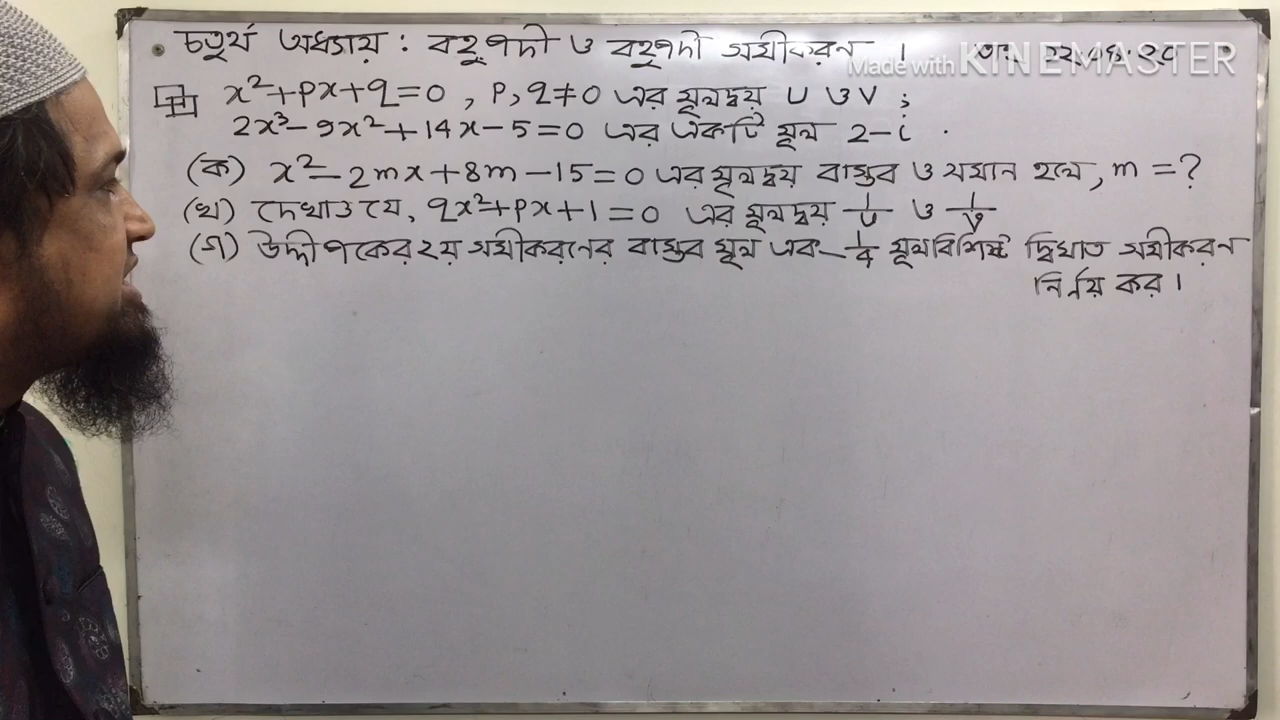 চতুর্থ অধ্যায় : বহুপদী ও বহুপদী সমীকরণ ।
Made with KINEMASTER
x²+px+q=0 , p,q≠0 এর মূলদ্বয় u ও v ;
2x³-9x²+14x-5=0 এর একটি মূল 2-i .
(ক) x²-2mx+8m-15=0 এর মূলদ্বয় বাস্তব ও সমান হলে, m =?
(খ) দেখাও যে, qx²+px+1=0 এর মূলদ্বয় 1/u ও 1/v
(গ) উদ্দীপকের ২য় সমীকরনের বাস্তব মূল এবং -1/4 মূলবিশিষ্ট দ্বিঘাত সমীকরন
নির্ণয় কর ।